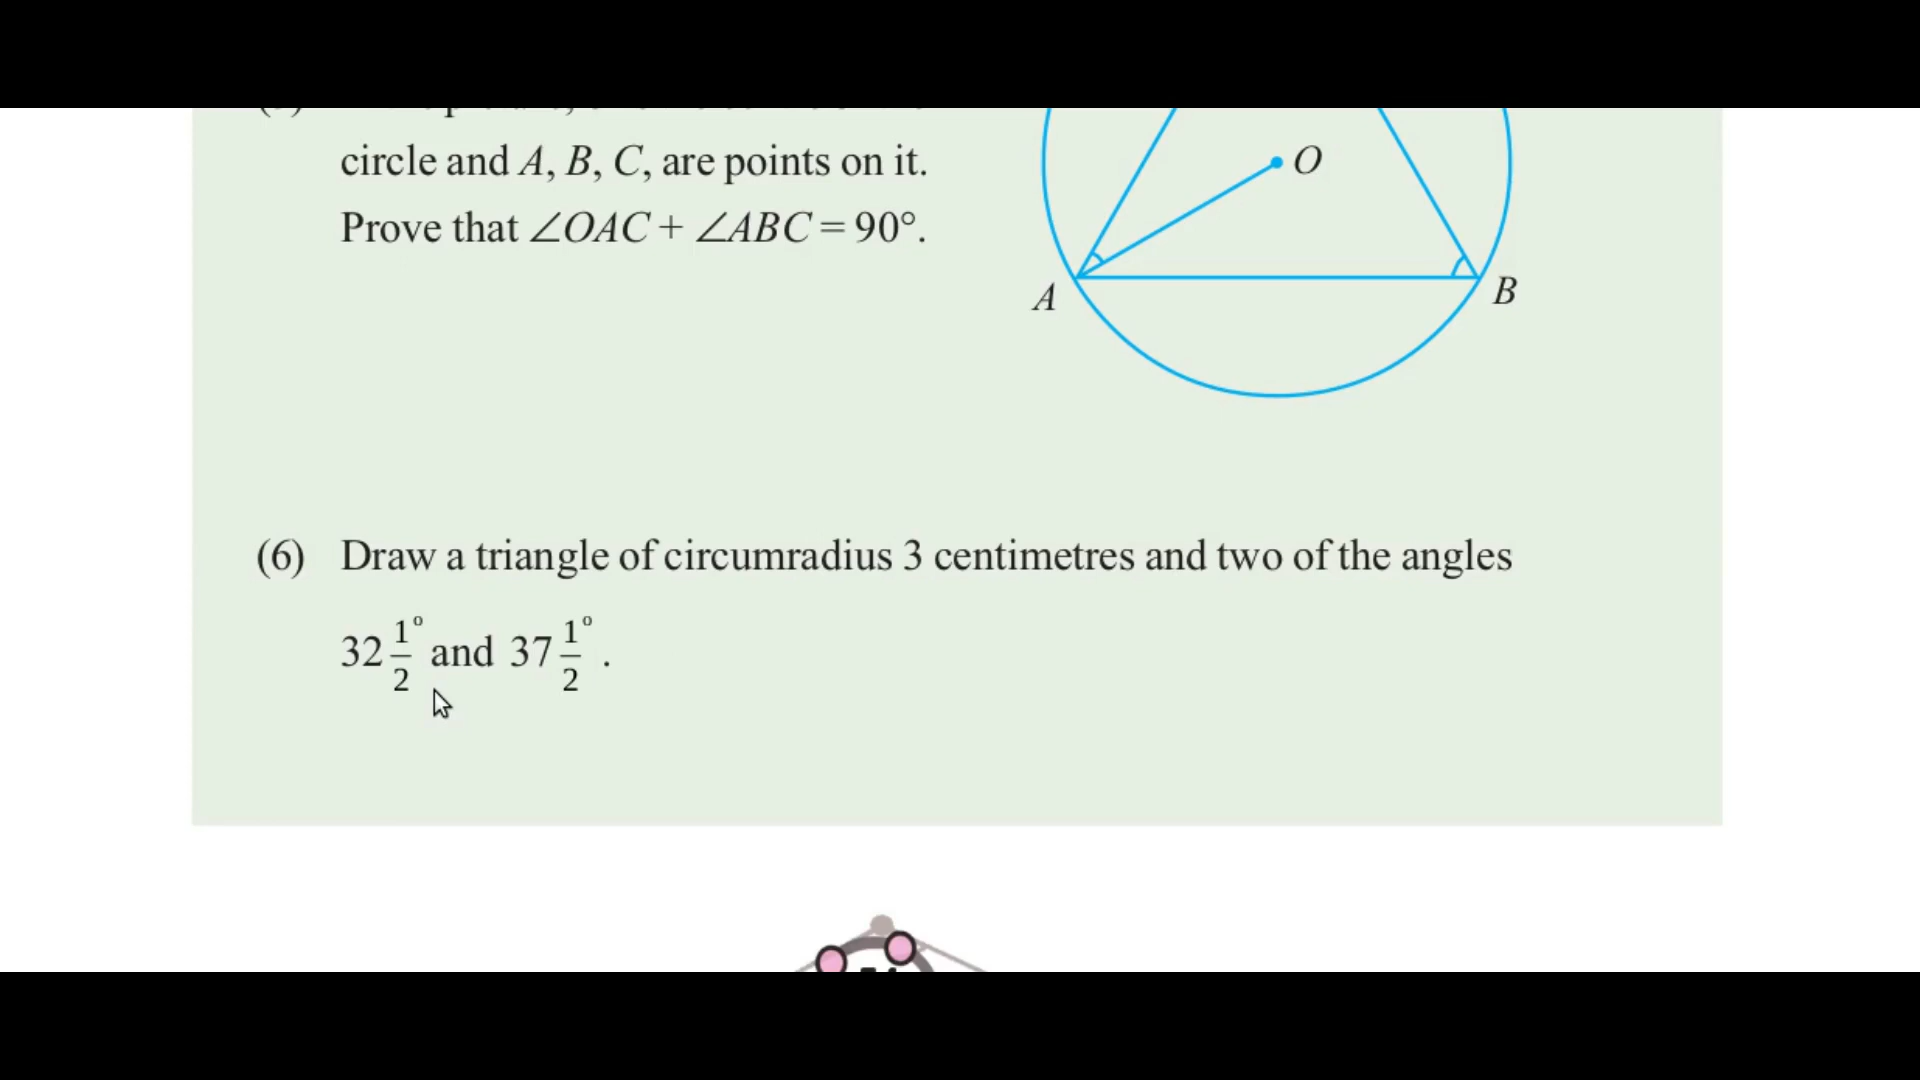 circle and A, B, C, are points on it.
Prove that ∠OAC + ∠ABC = 90°.
O
A
B
(6) Draw a triangle of circumradius 3 centimetres and two of the angles
32 1/2° and 37 1/2° .